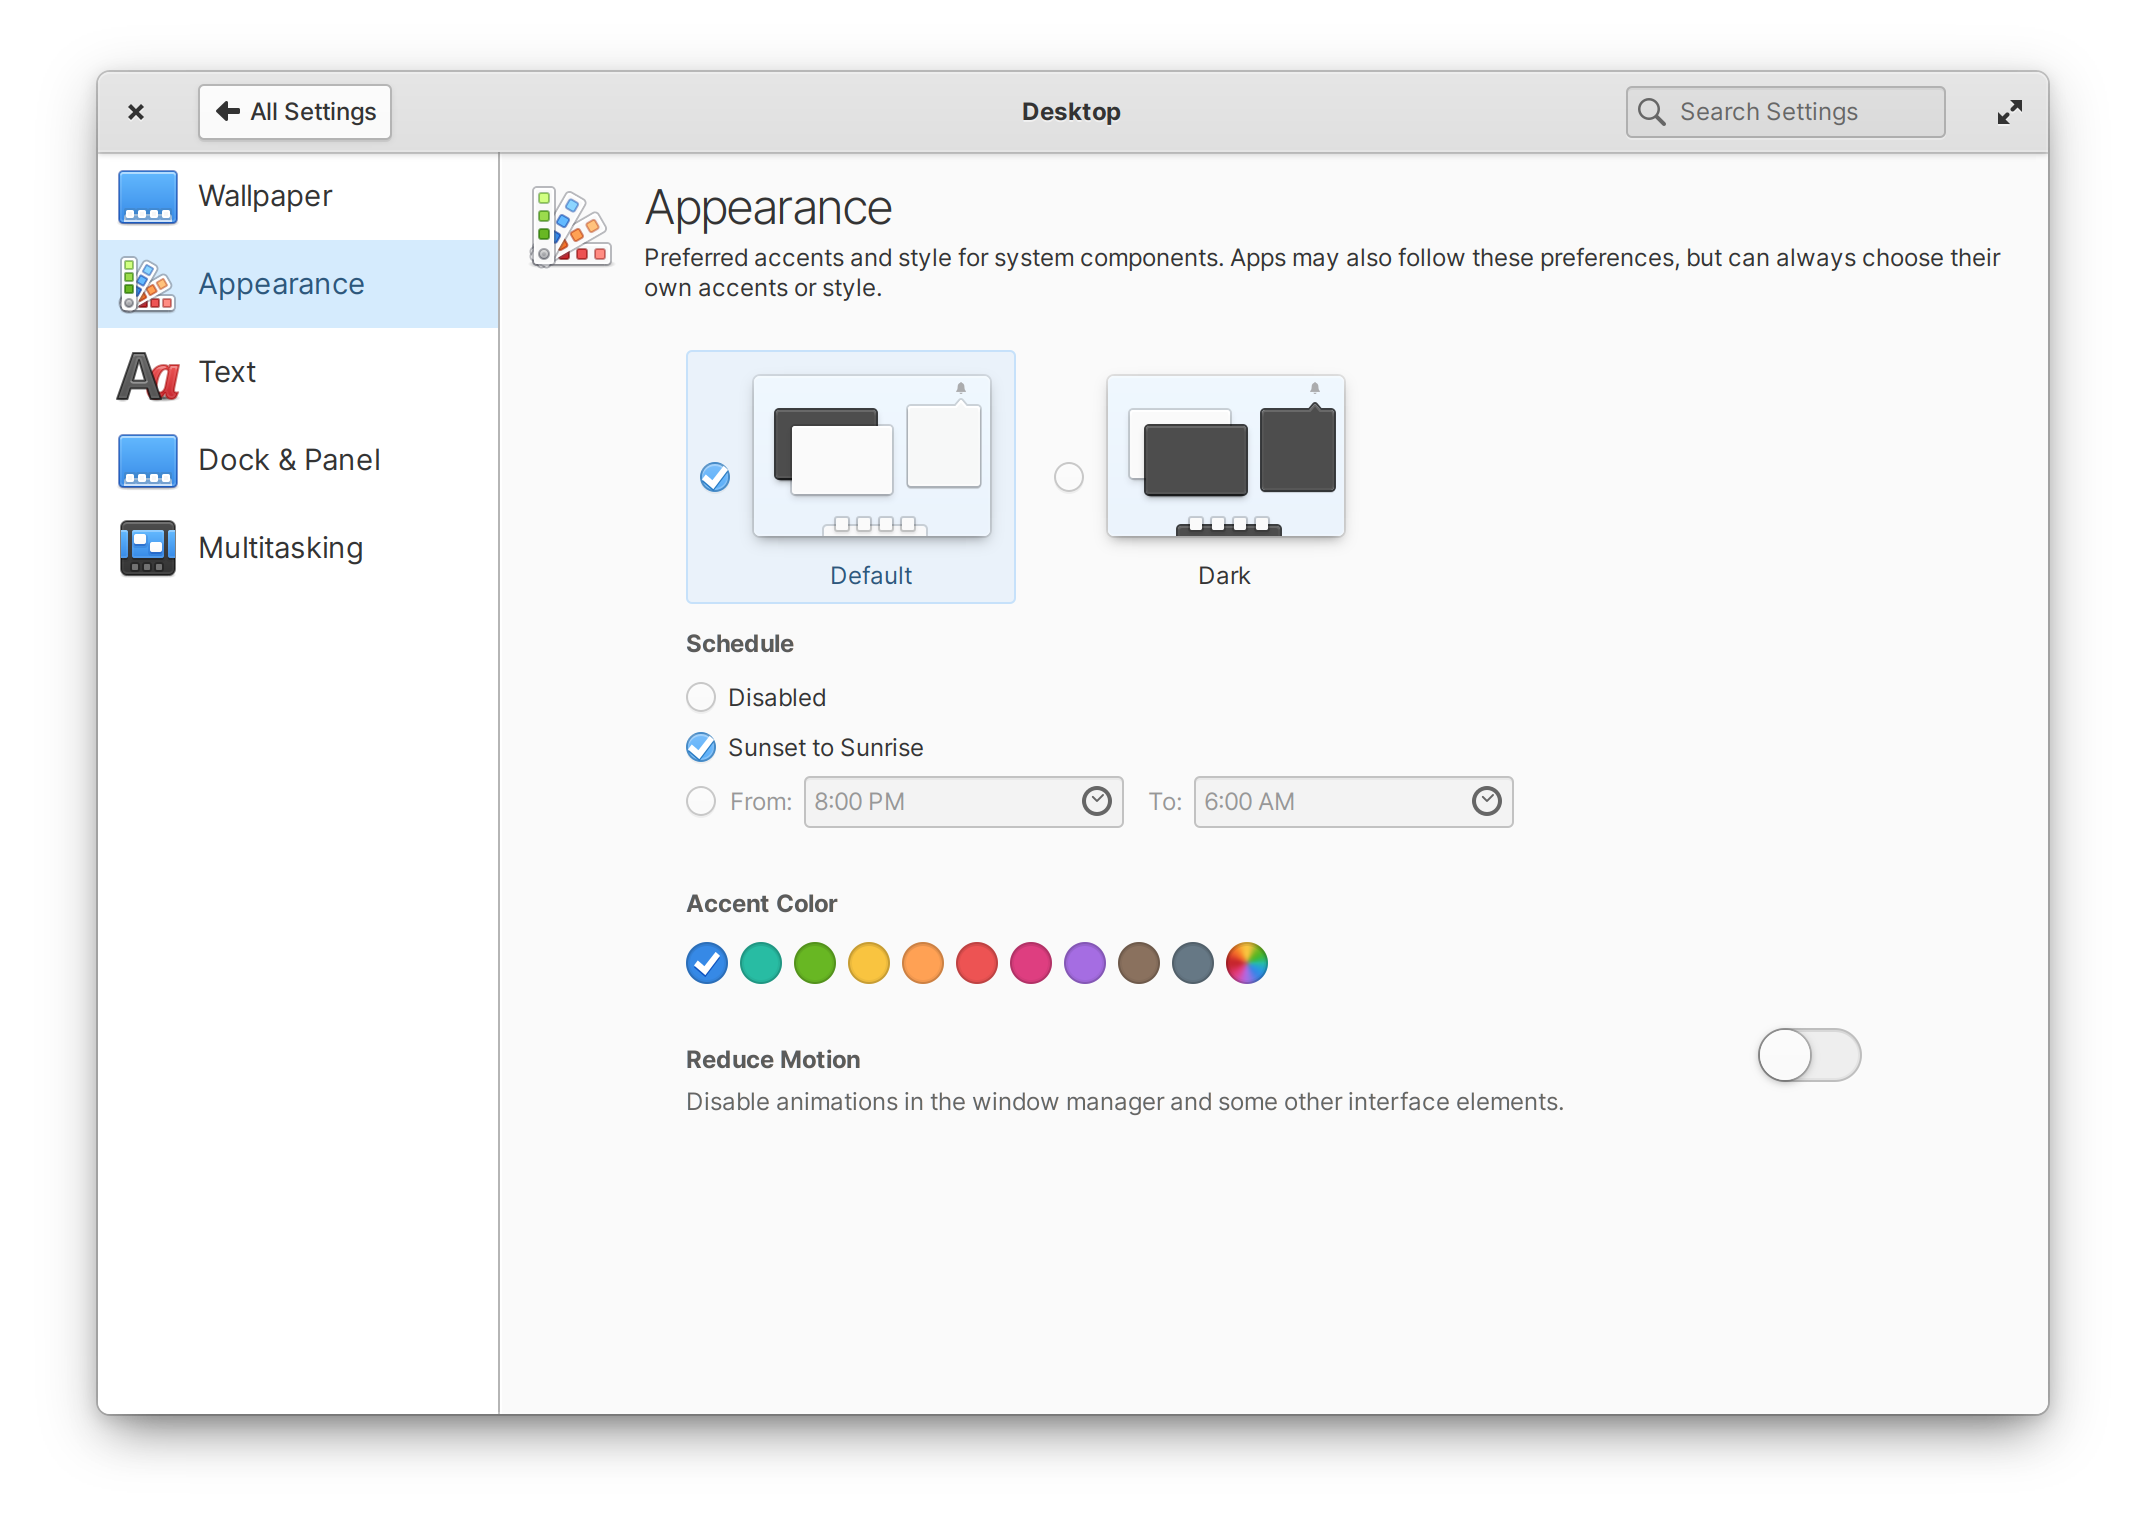 All Settings
Desktop
Search Settings
Wallpaper
Appearance
Text
Dock & Panel
Multitasking
Appearance
Preferred accents and style for system components. Apps may also follow these preferences, but can always choose their
own accents or style.
Default
Dark
Schedule
Disabled
Sunset to Sunrise
From: 8:00 PM To: 6:00 AM
Accent Color
Reduce Motion
Disable animations in the window manager and some other interface elements.